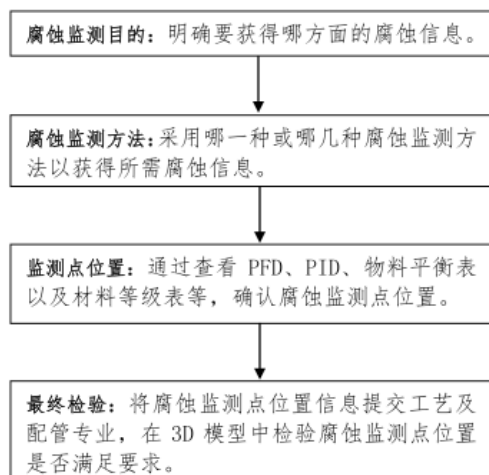 腐蚀监测目的：明确要获得哪方面的腐蚀信息。
腐蚀监测方法：采用哪一种或哪几种腐蚀监测方
法以获得所需腐蚀信息。
监测点位置：通过查看 PFD、PID、物料平衡表
以及材料等级表等，确认腐蚀监测点位置。
最终检验：将腐蚀监测点位置信息提交工艺及
配管专业，在 3D 模型中检验腐蚀监测点位置
是否满足要求。